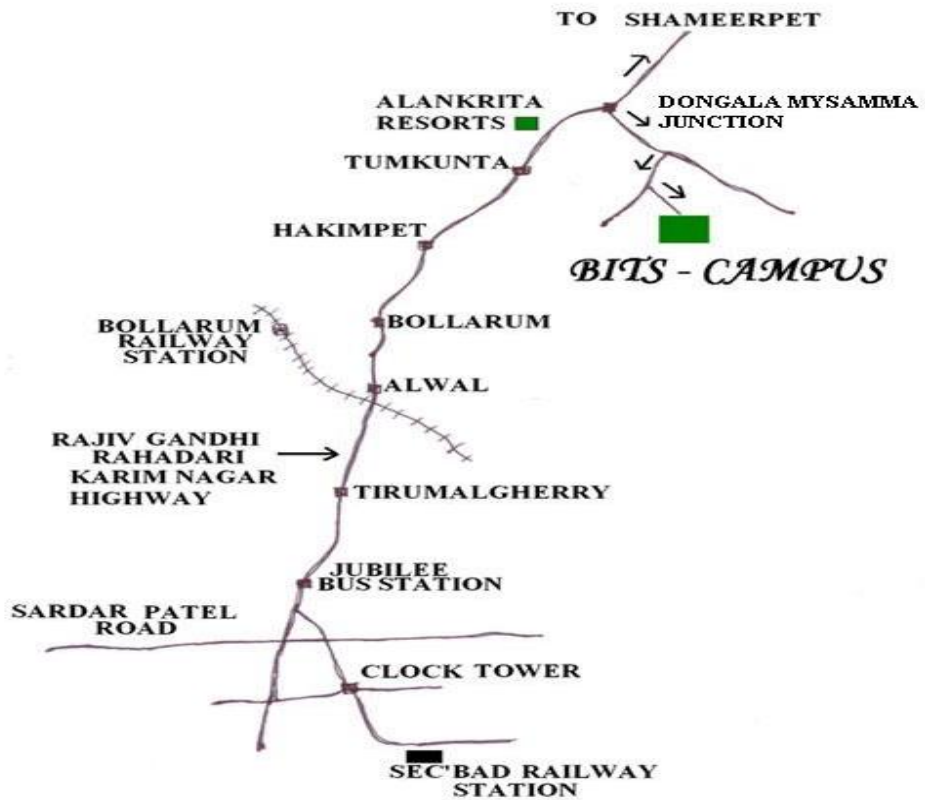 TO SHAMEERPET
ALANKRITA
RESORTS
DONGALA MYSAMMA
JUNCTION
TUMKUNTA
HAKIMPET
BITS - CAMPUS
BOLLARUM
RAILWAY
STATION
BOLLARUM
ALWAL
RAJIV GANDHI
RAHADARI
KARIM NAGAR
HIGHWAY
TIRUMALGHERRY
JUBILEE
BUS STATION
SARDAR PATEL
ROAD
CLOCK TOWER
SEC'BAD RAILWAY
STATION